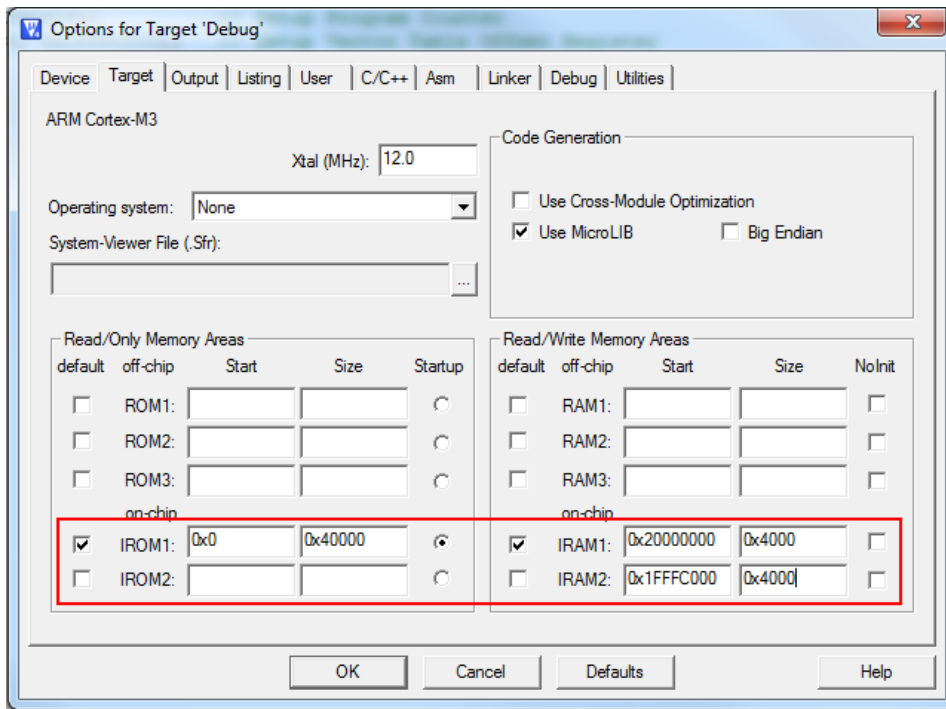 Options for Target 'Debug'
Device Target Output Listing User C/C++ Asm Linker Debug Utilities
ARM Cortex-M3
Xtal (MHz): 12.0
Operating system: None
System-Viewer File (.Sfr):
...
Code Generation
Use Cross-Module Optimization
Use MicroLIB Big Endian
Read/Only Memory Areas
default off-chip Start Size Startup
ROM1:
ROM2:
ROM3:
on-chip
IROM1: 0x0 0x40000
IROM2:
Read/Write Memory Areas
default off-chip Start Size NoInit
RAM1:
RAM2:
RAM3:
on-chip
IRAM1: 0x20000000 0x4000
IRAM2: 0x1FFFC000 0x4000
OK Cancel Defaults Help